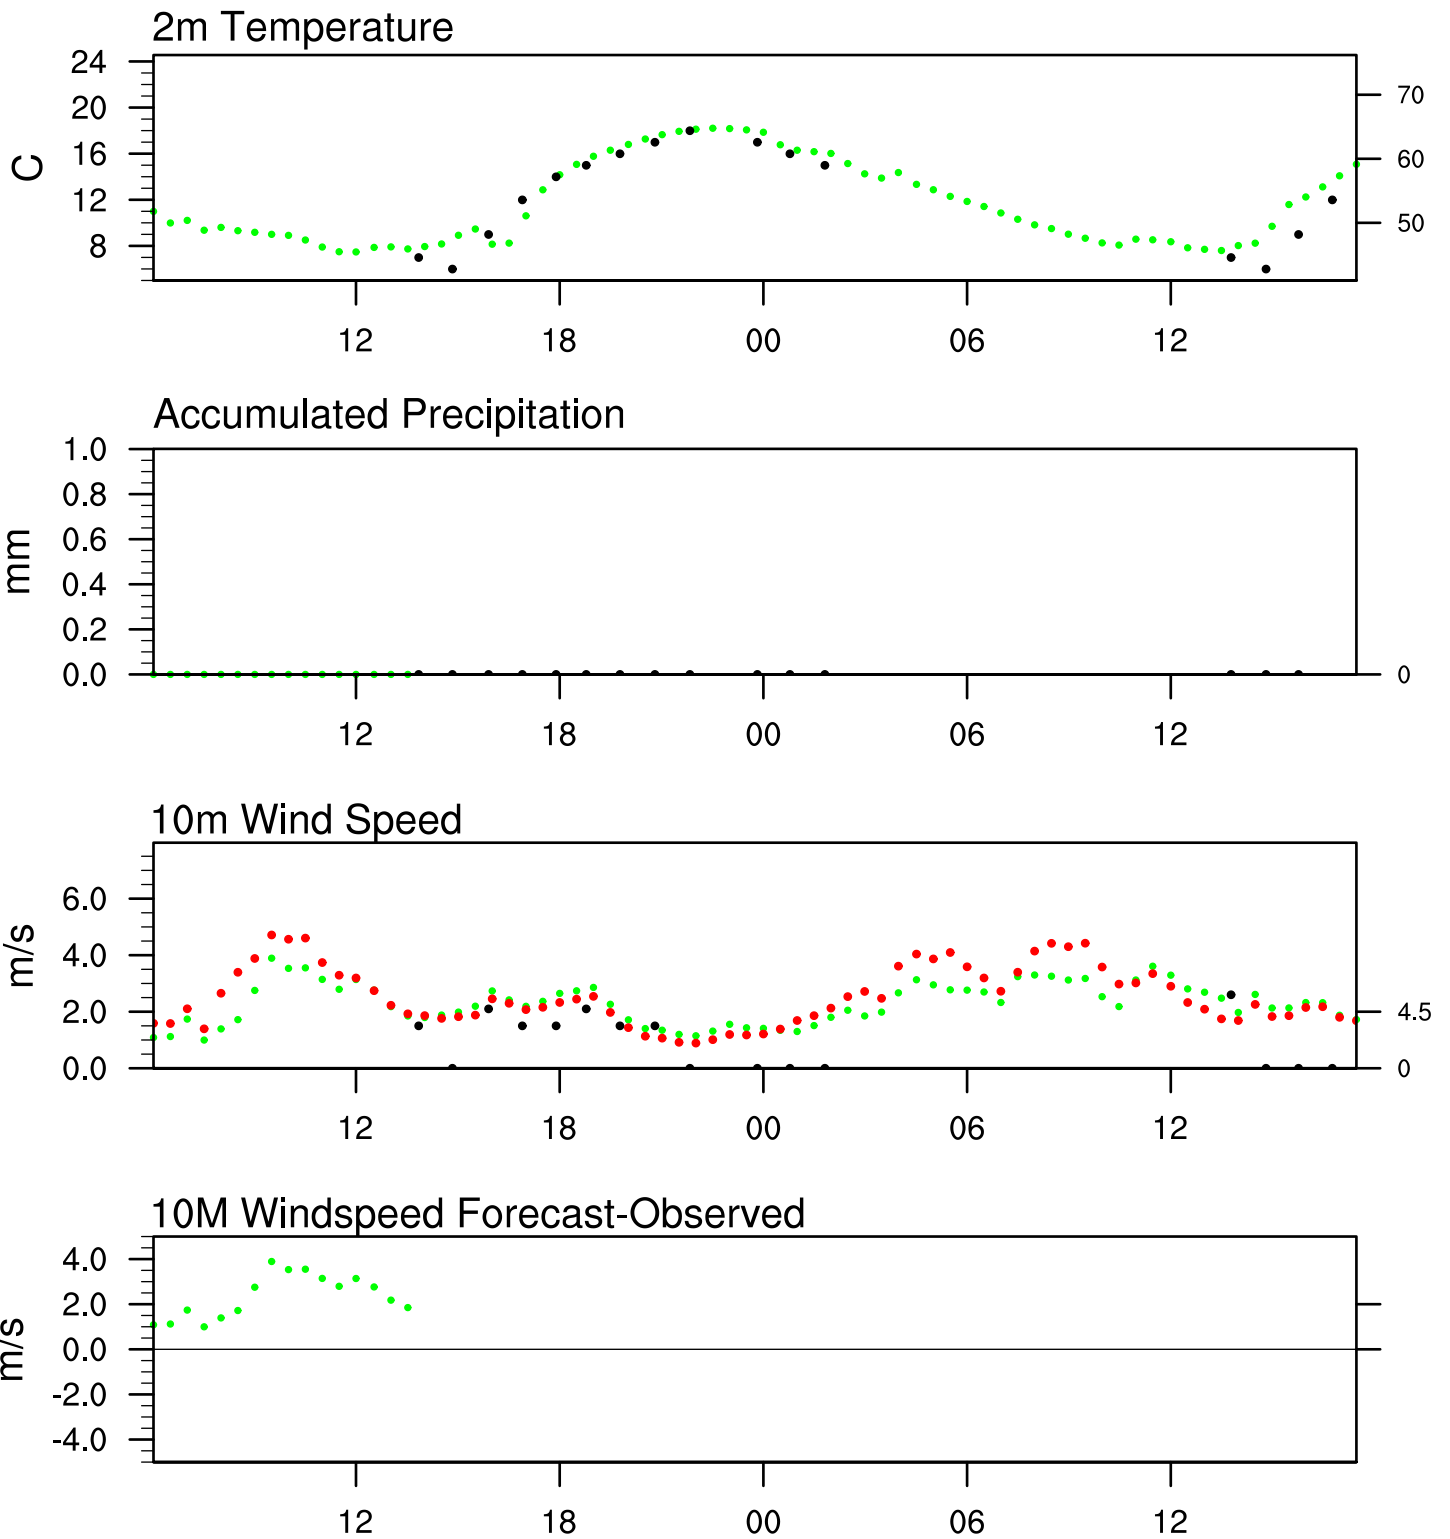 2m Temperature
24
20
16
12
8
C
70
60
50
12 18 00 06 12
Accumulated Precipitation
1.0
0.8
0.6
0.4
0.2
0.0
mm
0
12 18 00 06 12
10m Wind Speed
6.0
4.0
2.0
0.0
m/s
4.5
0
12 18 00 06 12
10M Windspeed Forecast-Observed
4.0
2.0
0.0
-2.0
-4.0
m/s
12 18 00 06 12